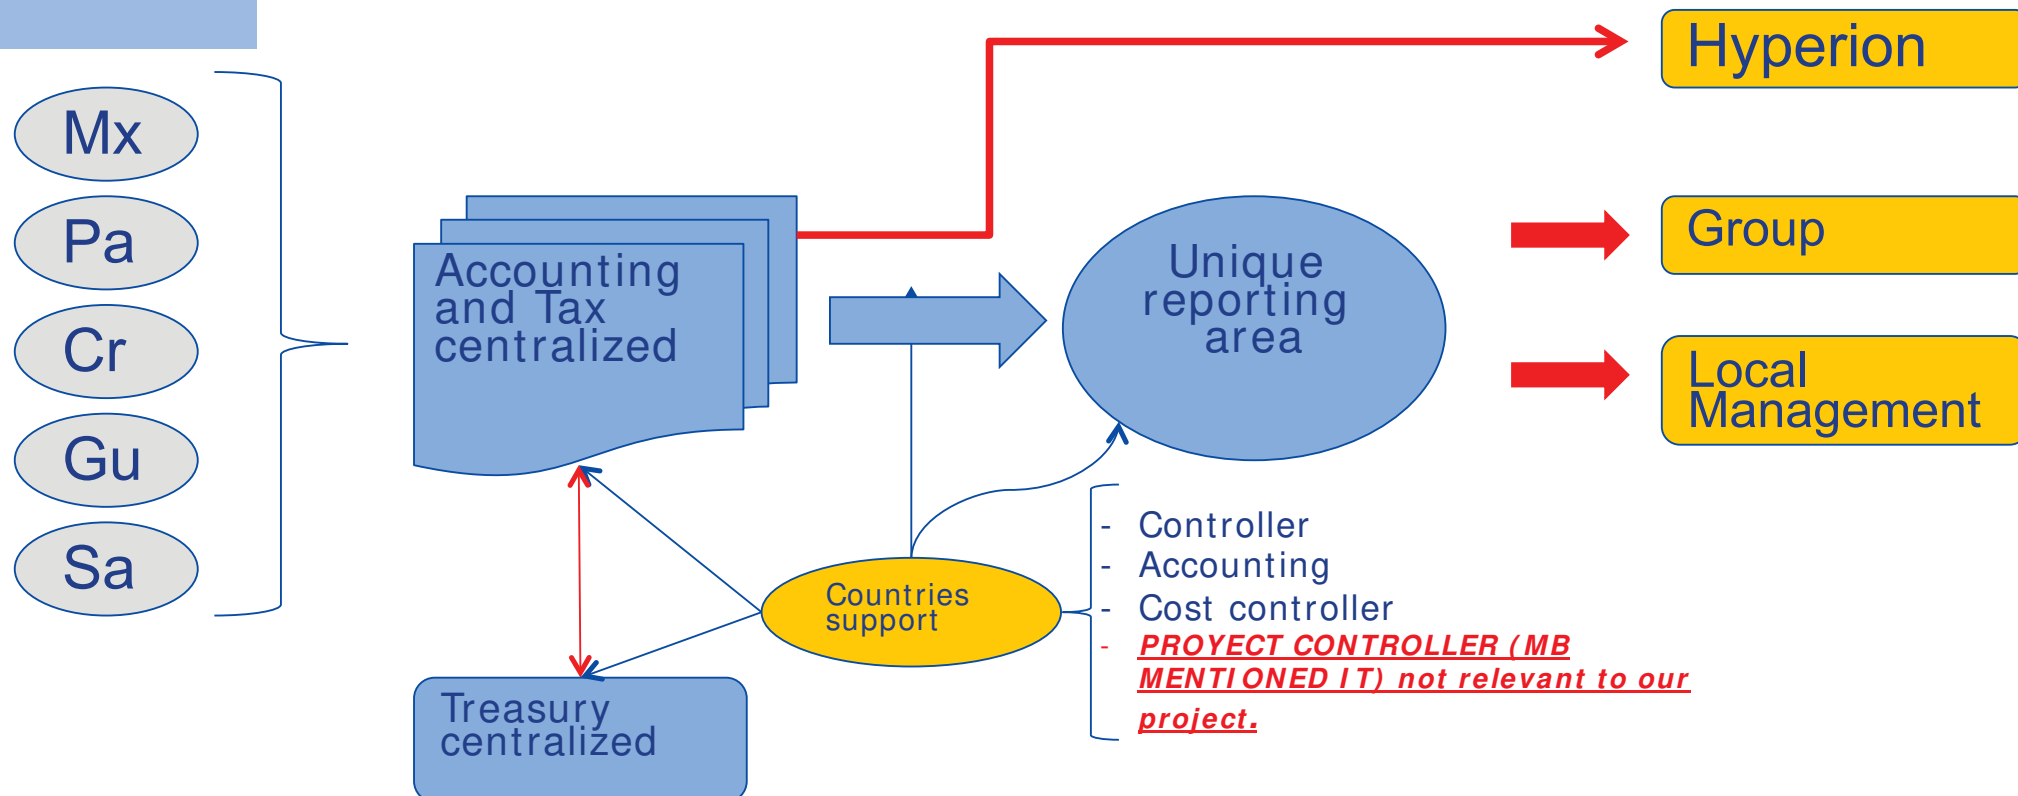 Mx
Pa
Cr
Gu
Sa
Accounting
and Tax
centralized
Treasury
centralized
Countries
support
Unique
reporting
area
- Controller
- Accounting
- Cost controller
- PROYECT CONTROLLER (MB
MENTIONED IT) not relevant to our
project.
Hyperion
Group
Local
Management